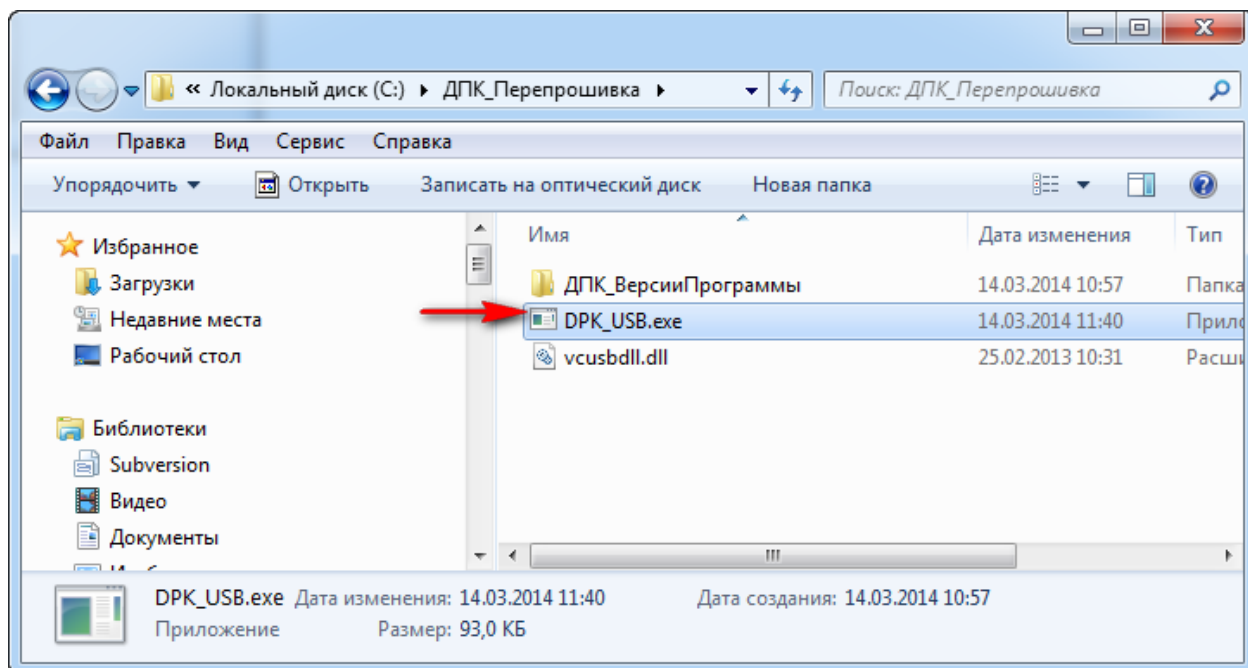 « Локальный диск (C:) ДПК_Перепрошивка
Поиск: ДПК_Перепрошивка
Файл Правка Вид Сервис Справка
Упорядочить Открыть Записать на оптический диск Новая папка
Избранное
Загрузки
Недавние места
Рабочий стол
Библиотеки
Subversion
Видео
Документы
Имя Дата изменения Тип
ДПК_ВерсииПрограммы 14.03.2014 10:57 Папка
DPK_USB.exe 14.03.2014 11:40 Прило
vcusbdll.dll 25.02.2013 10:31 Расши
DPK_USB.exe Дата изменения: 14.03.2014 11:40 Дата создания: 14.03.2014 10:57
Приложение Размер: 93,0 КБ